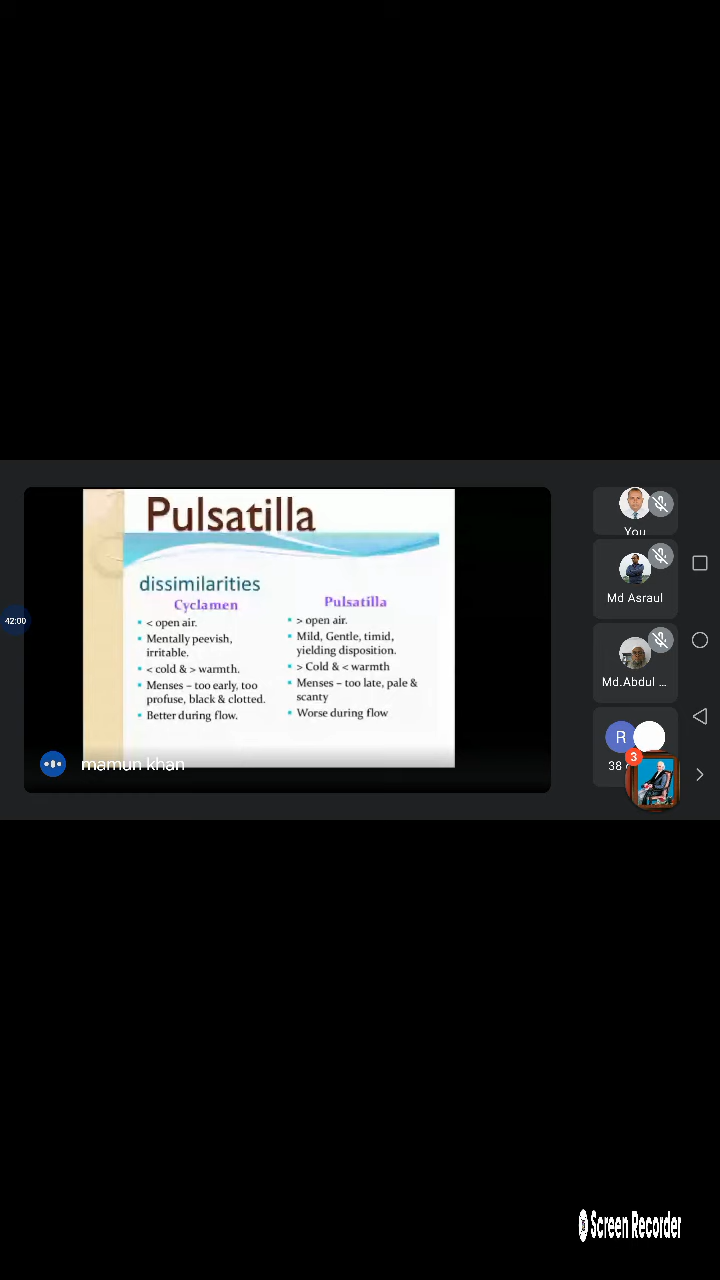 Pulsatilla
dissimilarities
Cyclamen
• < open air.
• Mentally peevish,
irritable.
• < cold & > warmth.
• Menses – too early, too
profuse, black & clotted.
• Better during flow.
Pulsatilla
• > open air.
• Mild, Gentle, timid,
yielding disposition.
• > Cold & < warmth
• Menses – too late, pale &
scanty
• Worse during flow
mamun khan
42:00
You
Md Asraul
Md.Abdul ...
R
38
3
Screen Recorder